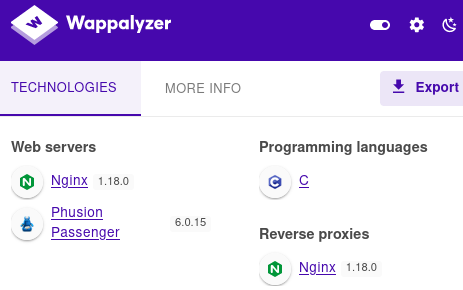 Wappalyzer
TECHNOLOGIES
MORE INFO
Export
Web servers
Nginx 1.18.0
Phusion
Passenger
6.0.15
Programming languages
C
Reverse proxies
Nginx 1.18.0